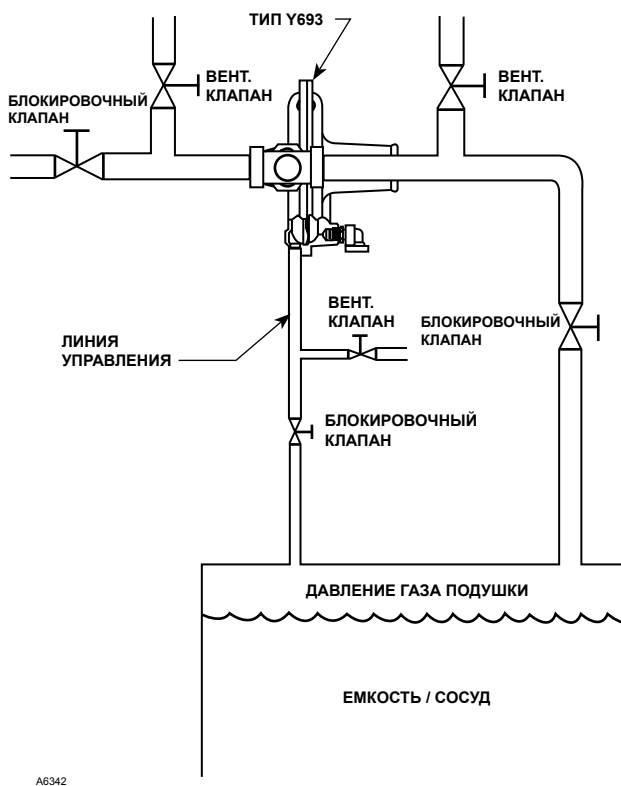 ТИП Y693
ВЕНТ.
КЛАПАН
ВЕНТ.
КЛАПАН
БЛОКИРОВОЧНЫЙ
КЛАПАН
ВЕНТ.
КЛАПАН
БЛОКИРОВОЧНЫЙ
КЛАПАН
ЛИНИЯ
УПРАВЛЕНИЯ
БЛОКИРОВОЧНЫЙ
КЛАПАН
ДАВЛЕНИЕ ГАЗА ПОДУШКИ
ЕМКОСТЬ / СОСУД
A6342